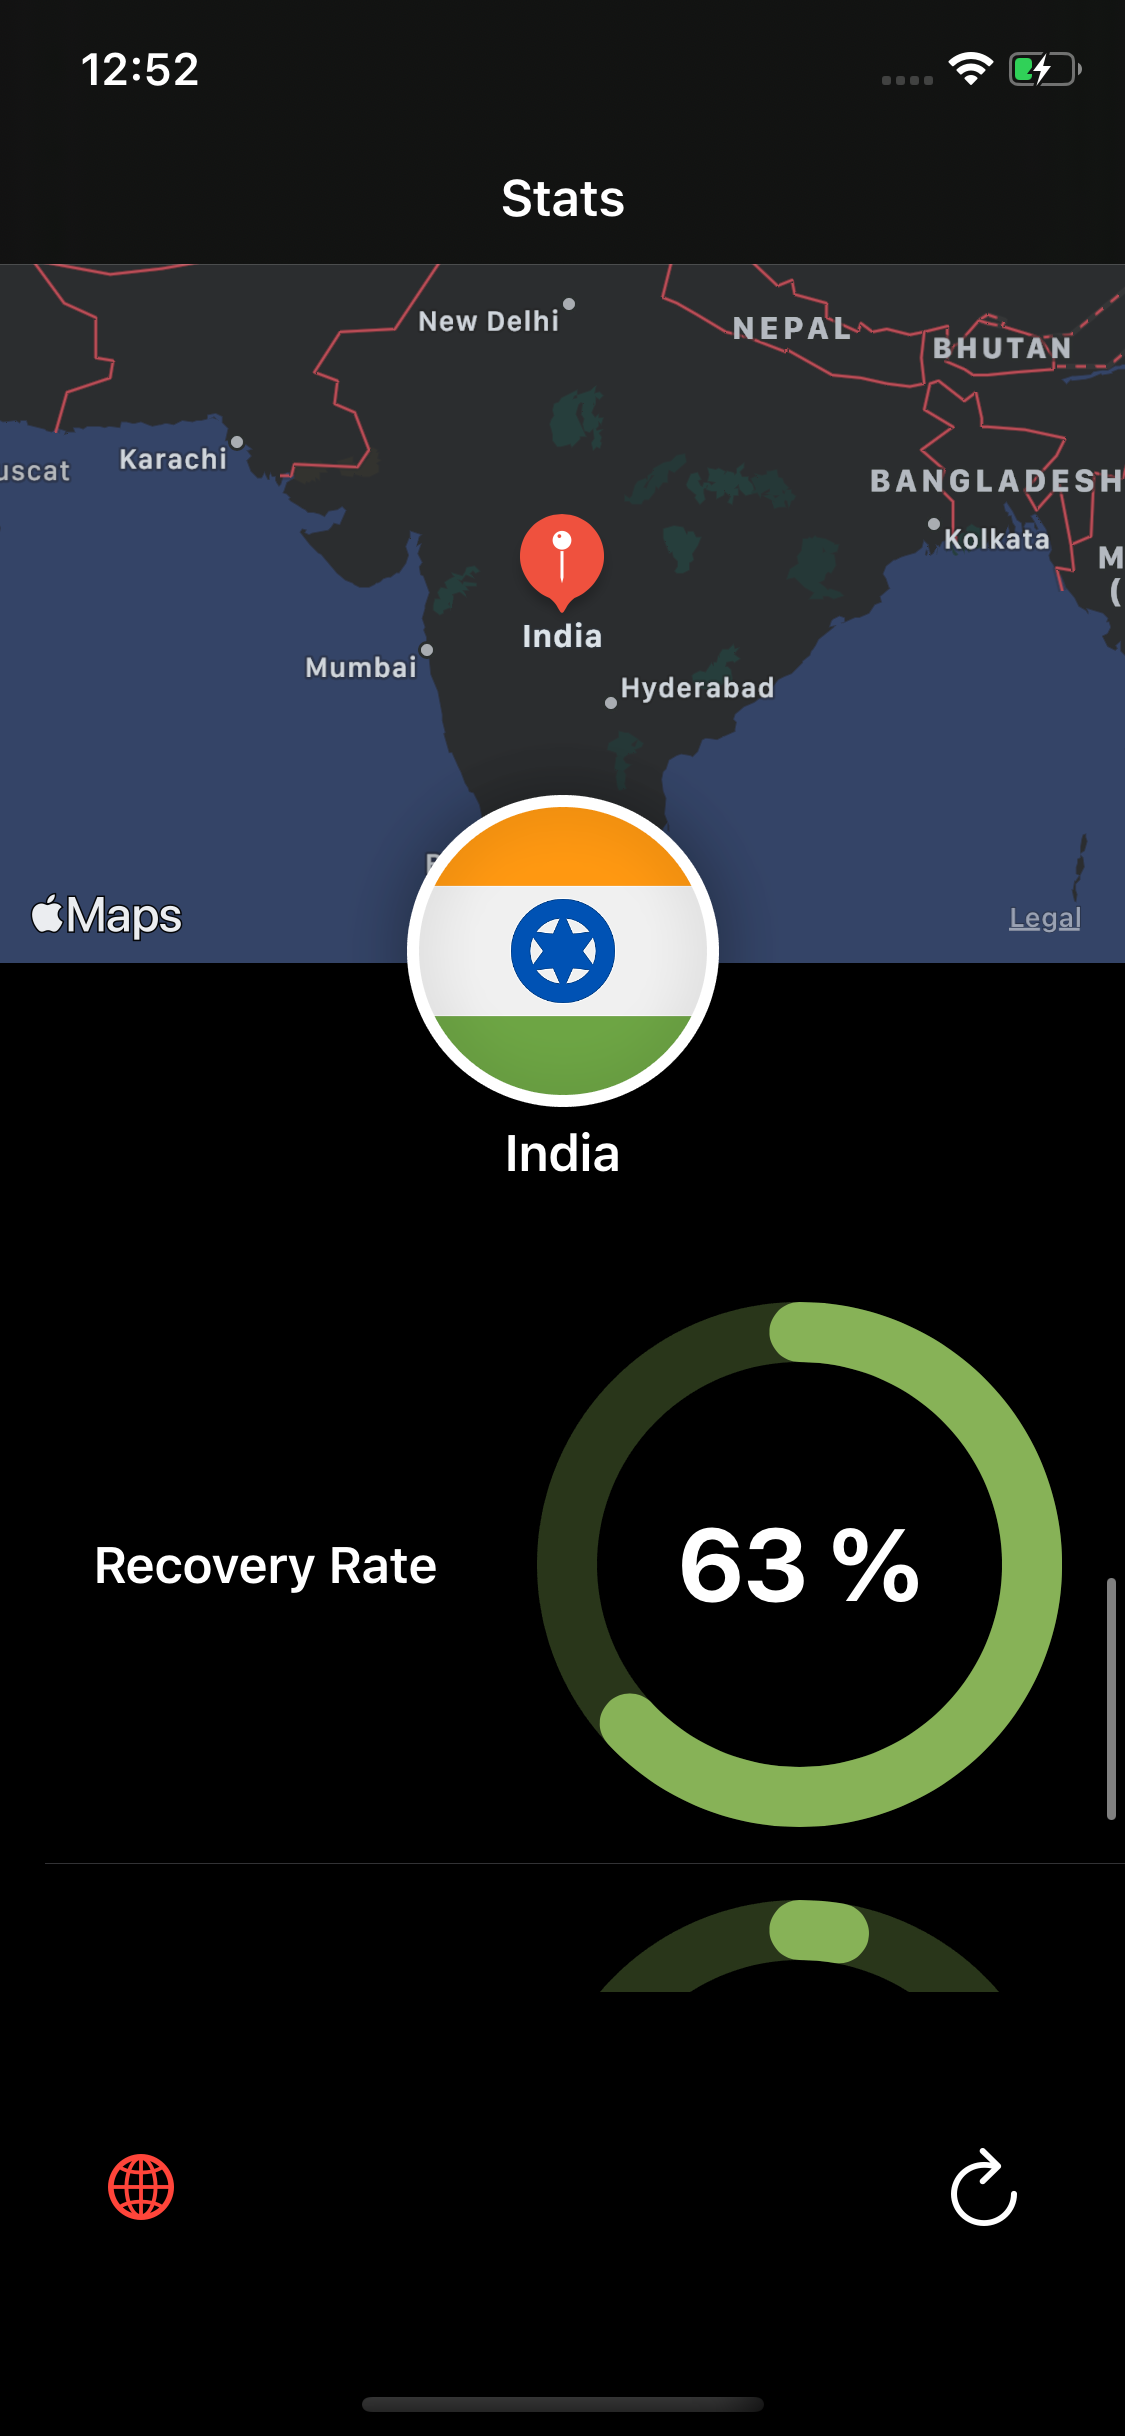 12:52
Stats
New Delhi
NEPAL
BHUTAN
Karachi
BANGLADESH
Kolkata
India
Mumbai
Hyderabad
Maps
Legal
India
Recovery Rate
63 %